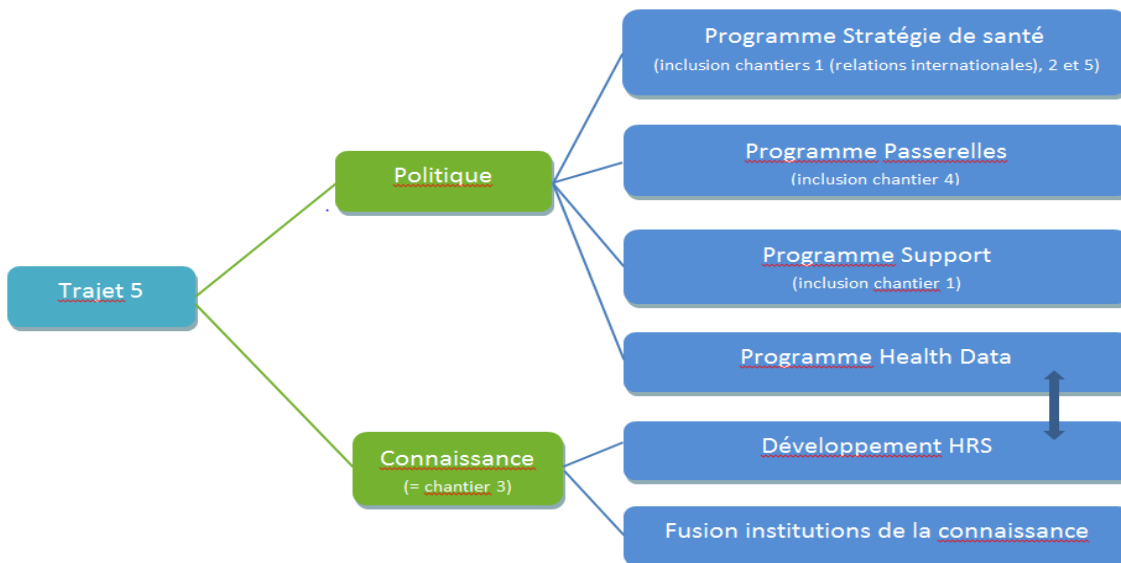 Programme Stratégie de santé
(inclusion chantiers 1 (relations internationales), 2 et 5)
Programme Passerelles
(inclusion chantier 4)
Politique
Programme Support
(inclusion chantier 1)
Trajet 5
Programme Health Data
Développement HRS
Connaissance
(= chantier 3)
Fusion institutions de la connaissance